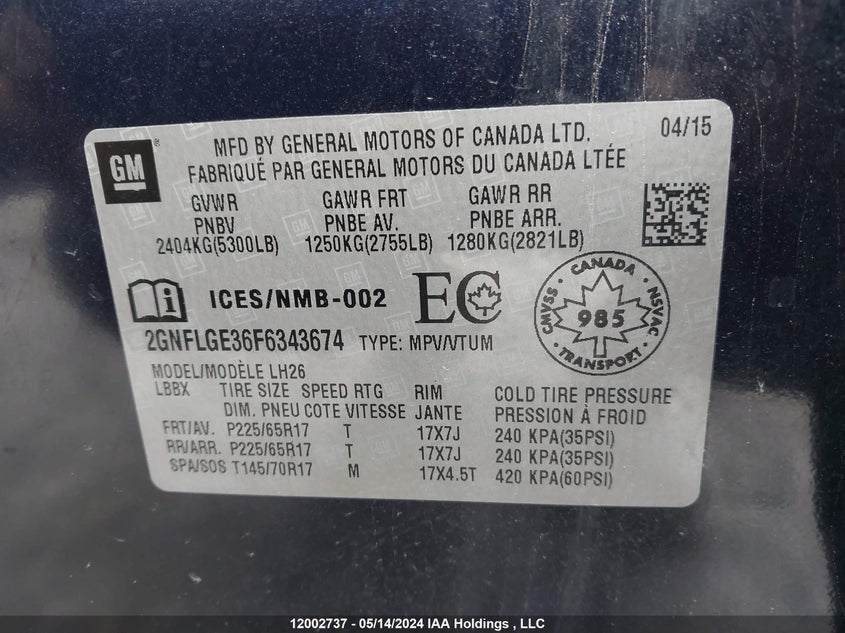 GM
MFD BY GENERAL MOTORS OF CANADA LTD. 04/15
FABRIQUÉ PAR GENERAL MOTORS DU CANADA LTÉE
GVWR GAWR FRT GAWR RR
PNBV PNBE AV. PNBE ARR.
2404KG(5300LB) 1250KG(2755LB) 1280KG(2821LB)
ICES/NMB-002 EC
CANADA
CMVSS 985 NSVAC
TRANSPORT
2GNFLGE36F6343674 TYPE: MPV/VTUM
MODEL/MODÈLE LH26
LBBX TIRE SIZE SPEED RTG RIM COLD TIRE PRESSURE
DIM. PNEU COTE VITESSE JANTE PRESSION À FROID
FRT/AV. P225/65R17 T 17X7J 240 KPA(35PSI)
RR/ARR. P225/65R17 T 17X7J 240 KPA(35PSI)
SPA/SOS T145/70R17 M 17X4.5T 420 KPA(60PSI)
12002737 - 05/14/2024 IAA Holdings , LLC